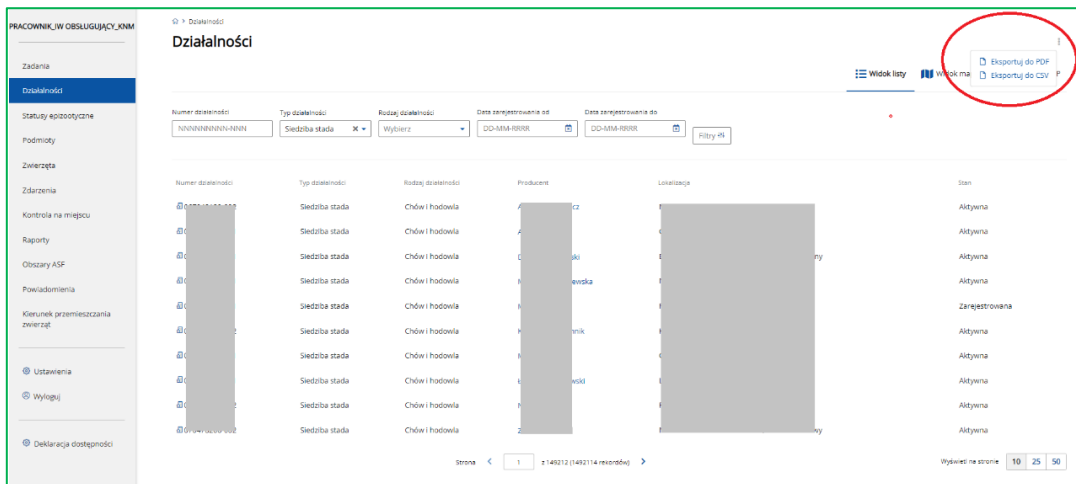 PRACOWNIK_IW OBSŁUGUJĄCY_KNM
Zadania
Działalności
Statusy epizootyczne
Podmioty
Zwierzęta
Zdarzenia
Kontrola na miejscu
Raporty
Obszary ASF
Powiadomienia
Kierunek przemieszczania
zwierząt
Ustawienia
Wyloguj
Deklaracja dostępności
> Działalności
Działalności
Eksportuj do PDF
Eksportuj do CSV
Widok listy Widok P
Numer działalności Typ działalności Rodzaj działalności Data zarejestrowania od Data zarejestrowania do
NNNNNNNNN-NNN Siedziba stada Wybierz DD-MM-RRRR DD-MM-RRRR Filtry
Numer działalności Typ działalności Rodzaj działalności Producent Lokalizacja Stan
Siedziba stada Chów i hodowla Aktywna
Siedziba stada Chów i hodowla Aktywna
Siedziba stada Chów i hodowla Aktywna
Siedziba stada Chów i hodowla Aktywna
Siedziba stada Chów i hodowla Zarejestrowana
Siedziba stada Chów i hodowla Aktywna
Siedziba stada Chów i hodowla Aktywna
Siedziba stada Chów i hodowla Aktywna
Siedziba stada Chów i hodowla Aktywna
Siedziba stada Chów i hodowla Aktywna
Strona < 1 z 149212 (1492114 rekordów) > Wyświetl na stronie 10 25 50